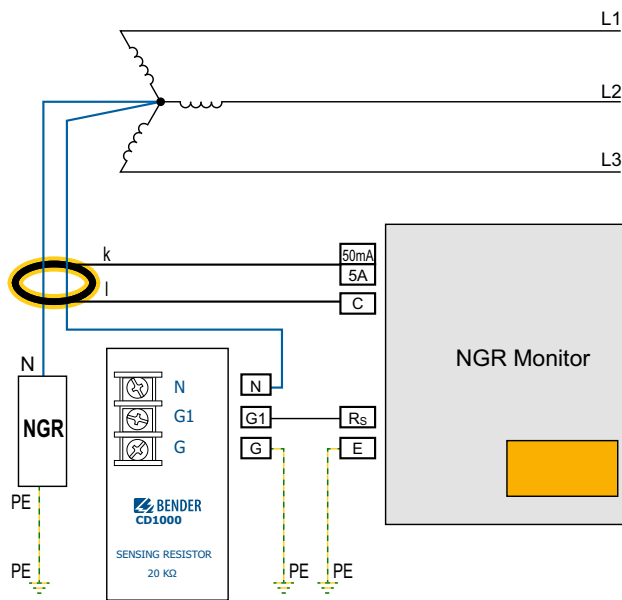 L1
L2
L3
k
50mA
5A
l
C
NGR Monitor
N
NGR
N
G1
G
N
G1
RS
G
E
BENDER
CD1000
SENSING RESISTOR
20 KΩ
PE
PE
PE
PE